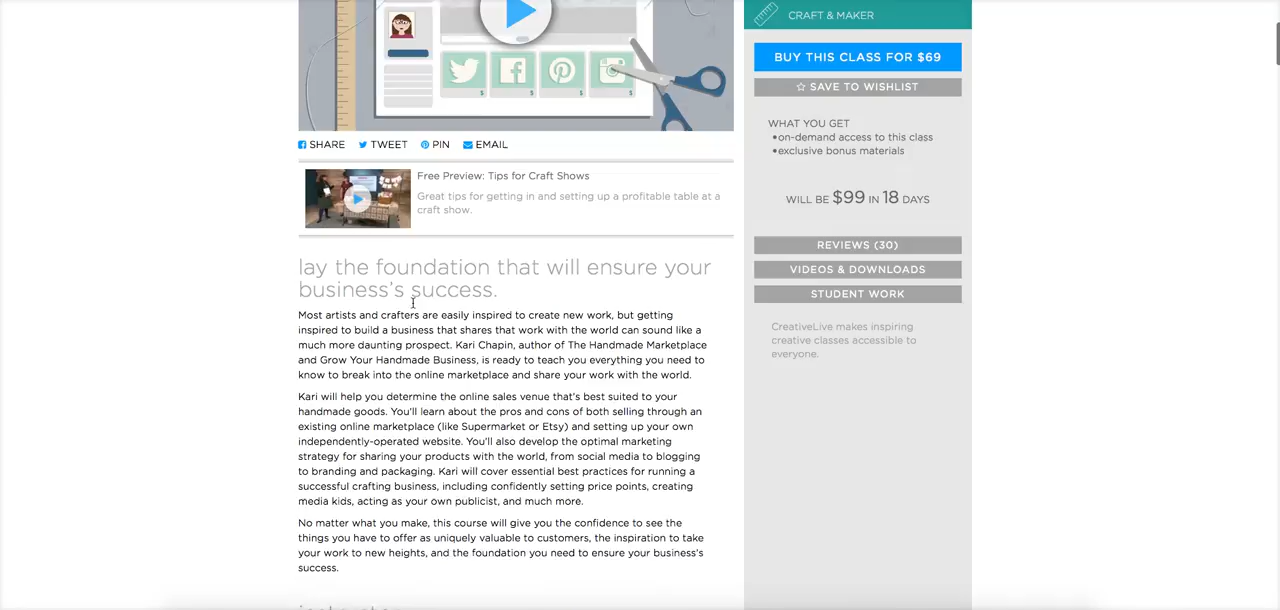 CRAFT & MAKER
BUY THIS CLASS FOR $69
SAVE TO WISHLIST
WHAT YOU GET
•on-demand access to this class
•exclusive bonus materials
WILL BE $99 IN 18 DAYS
REVIEWS (30)
VIDEOS & DOWNLOADS
STUDENT WORK
CreativeLive makes inspiring
creative classes accessible to
everyone.
SHARE TWEET PIN EMAIL
Free Preview: Tips for Craft Shows
Great tips for getting in and setting up a profitable table at a
craft show.
lay the foundation that will ensure your
business's success.
Most artists and crafters are easily inspired to create new work, but getting
inspired to build a business that shares that work with the world can sound like a
much more daunting prospect. Kari Chapin, author of The Handmade Marketplace
and Grow Your Handmade Business, is ready to teach you everything you need to
know to break into the online marketplace and share your work with the world.
Kari will help you determine the online sales venue that's best suited to your
handmade goods. You'll learn about the pros and cons of both selling through an
existing online marketplace (like Supermarket or Etsy) and setting up your own
independently-operated website. You'll also develop the optimal marketing
strategy for sharing your products with the world, from social media to blogging
to branding and packaging. Kari will cover essential best practices for running a
successful crafting business, including confidently setting price points, creating
media kids, acting as your own publicist, and much more.
No matter what you make, this course will give you the confidence to see the
things you have to offer as uniquely valuable to customers, the inspiration to take
your work to new heights, and the foundation you need to ensure your business's
success.